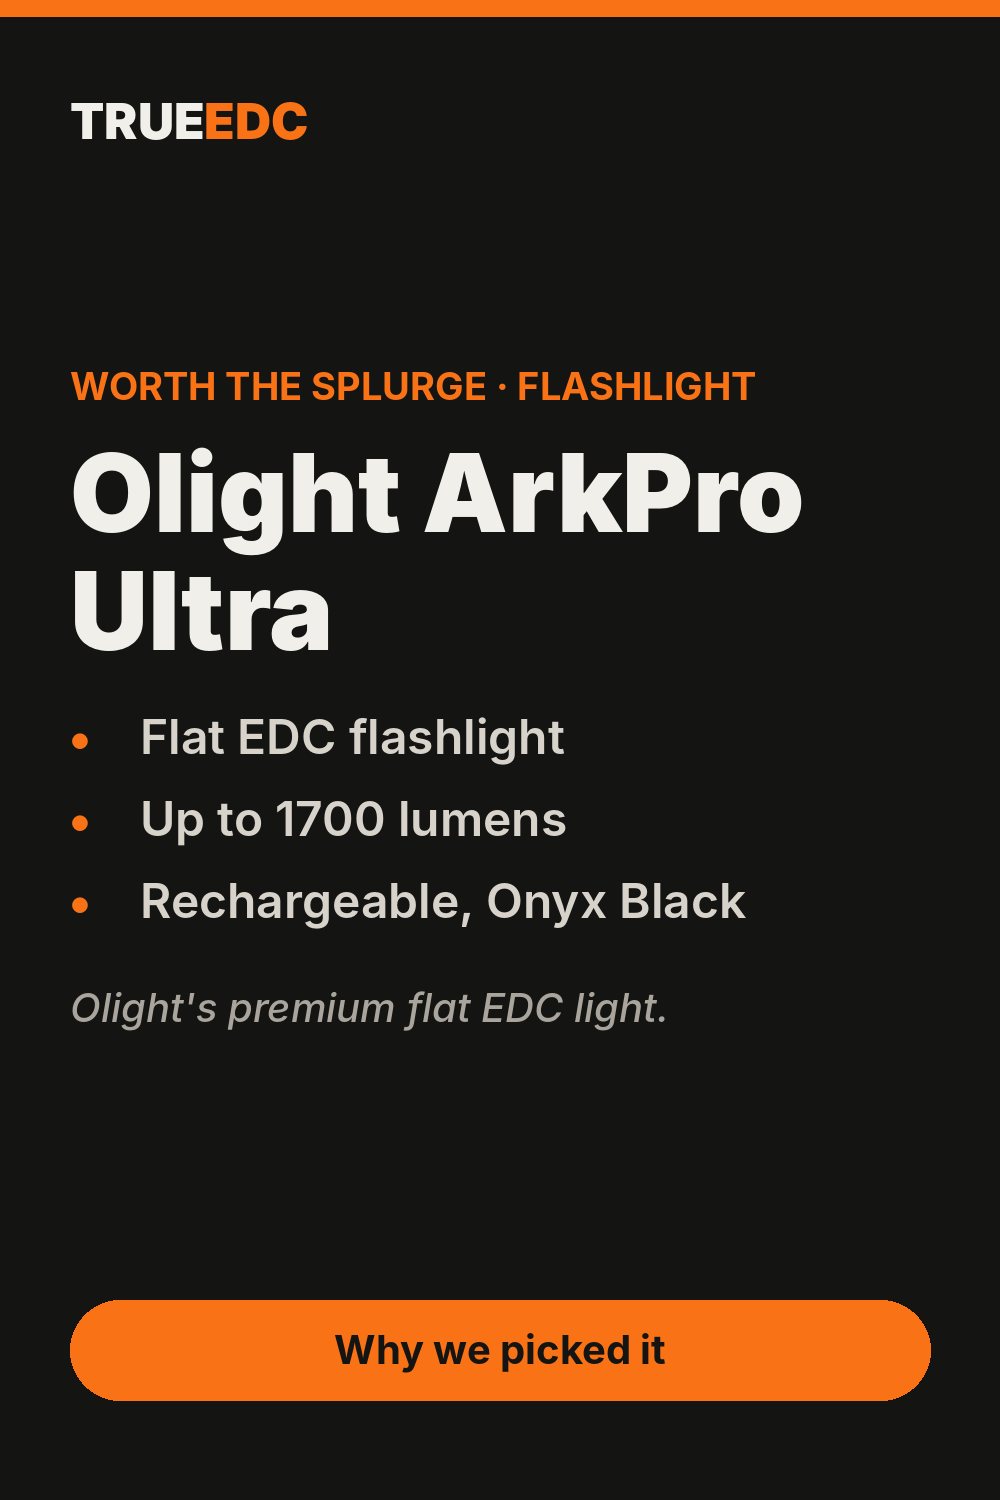 TRUEEDC
WORTH THE SPLURGE · FLASHLIGHT
Olight ArkPro
Ultra
• Flat EDC flashlight
• Up to 1700 lumens
• Rechargeable, Onyx Black
Olight's premium flat EDC light.
Why we picked it